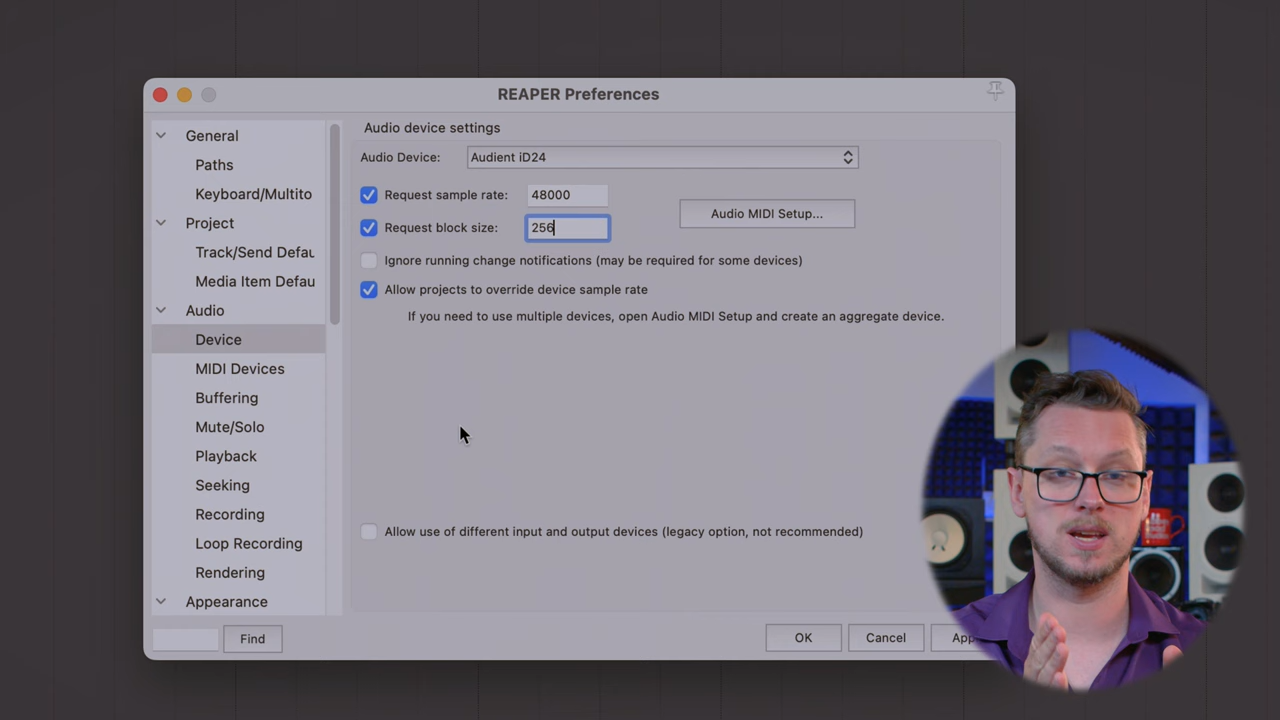 REAPER Preferences
General
Paths
Keyboard/Multito
Project
Track/Send Defau
Media Item Defau
Audio
Device
MIDI Devices
Buffering
Mute/Solo
Playback
Seeking
Recording
Loop Recording
Rendering
Appearance
Find
Audio device settings
Audio Device: Audient iD24
Request sample rate: 48000
Request block size: 256
Audio MIDI Setup...
Ignore running change notifications (may be required for some devices)
Allow projects to override device sample rate
If you need to use multiple devices, open Audio MIDI Setup and create an aggregate device.
Allow use of different input and output devices (legacy option, not recommended)
OK
Cancel
App